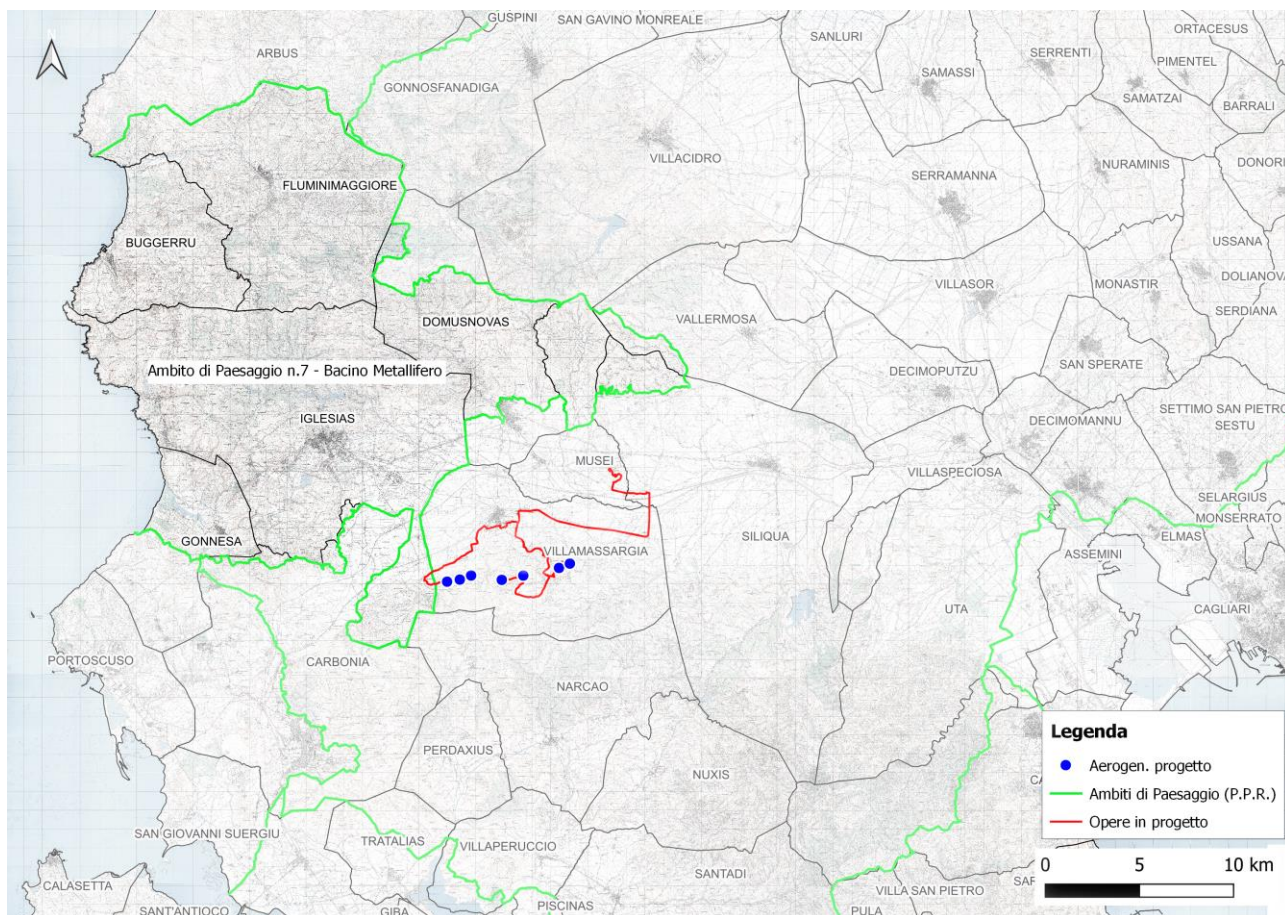 GUSPINI
SAN GAVINO MONREALE
ORTACESUS
SANLURI
SERRENTI
ARBUS
PIMENTEL
GONNOSFANADIGA
SAMASSI
SAMATZAI
BARRALI
VILLACIDRO
NURAMINIS
DONORI
FLUMINIMAGGIORE
SERRAMANNA
BUGGERRU
USSANA
DOLIANOVA
VILLASOR
MONASTIR
SERDIANA
VALLERMOSA
DOMUSNOVAS
SAN SPERATE
Ambito di Paesaggio n.7 - Bacino Metallifero
DECIMOPUTZU
SETTIMO SAN PIETRO
IGLESIAS
DECIMOMANNU
SESTU
MUSEI
VILLASPECIOSA
SELARGIUS
MONSERRATO
GONNESA
SILIQUA
ELMAS
VILLAMASSARGIA
ASSEMINI
UTA
CAGLIARI
PORTOSCUSO
CARBONIA
NARCAO
PERDAXIUS
NUXIS
Legenda
Aerogen. progetto
Ambiti di Paesaggio (P.P.R.)
Opere in progetto
SAN GIOVANNI SUERGIU
TRATALIAS
VILLAPERUCCIO
0 5 10 km
SANTADI
CALASETTA
VILLA SAN PIETRO
SANT'ANTIOCO
GIBA
PISCINAS
PULA